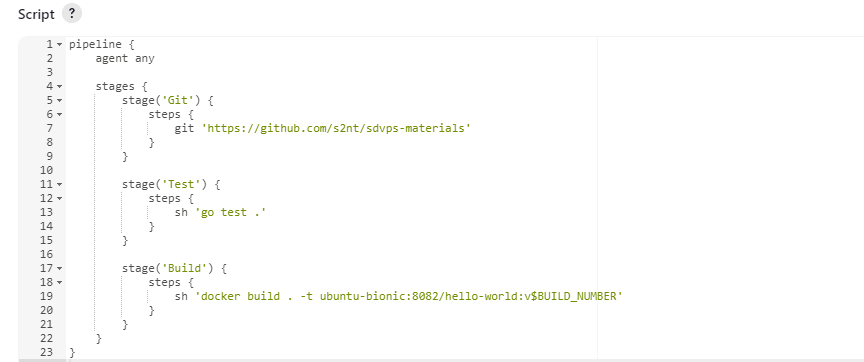 Script ?
1 pipeline {
2     agent any
3
4     stages {
5         stage('Git') {
6             steps {
7                 git 'https://github.com/s2nt/sdvps-materials'
8             }
9         }
10
11         stage('Test') {
12             steps {
13                 sh 'go test .'
14             }
15         }
16
17         stage('Build') {
18             steps {
19                 sh 'docker build . -t ubuntu-bionic:8082/hello-world:v$BUILD_NUMBER'
20             }
21         }
22     }
23 }